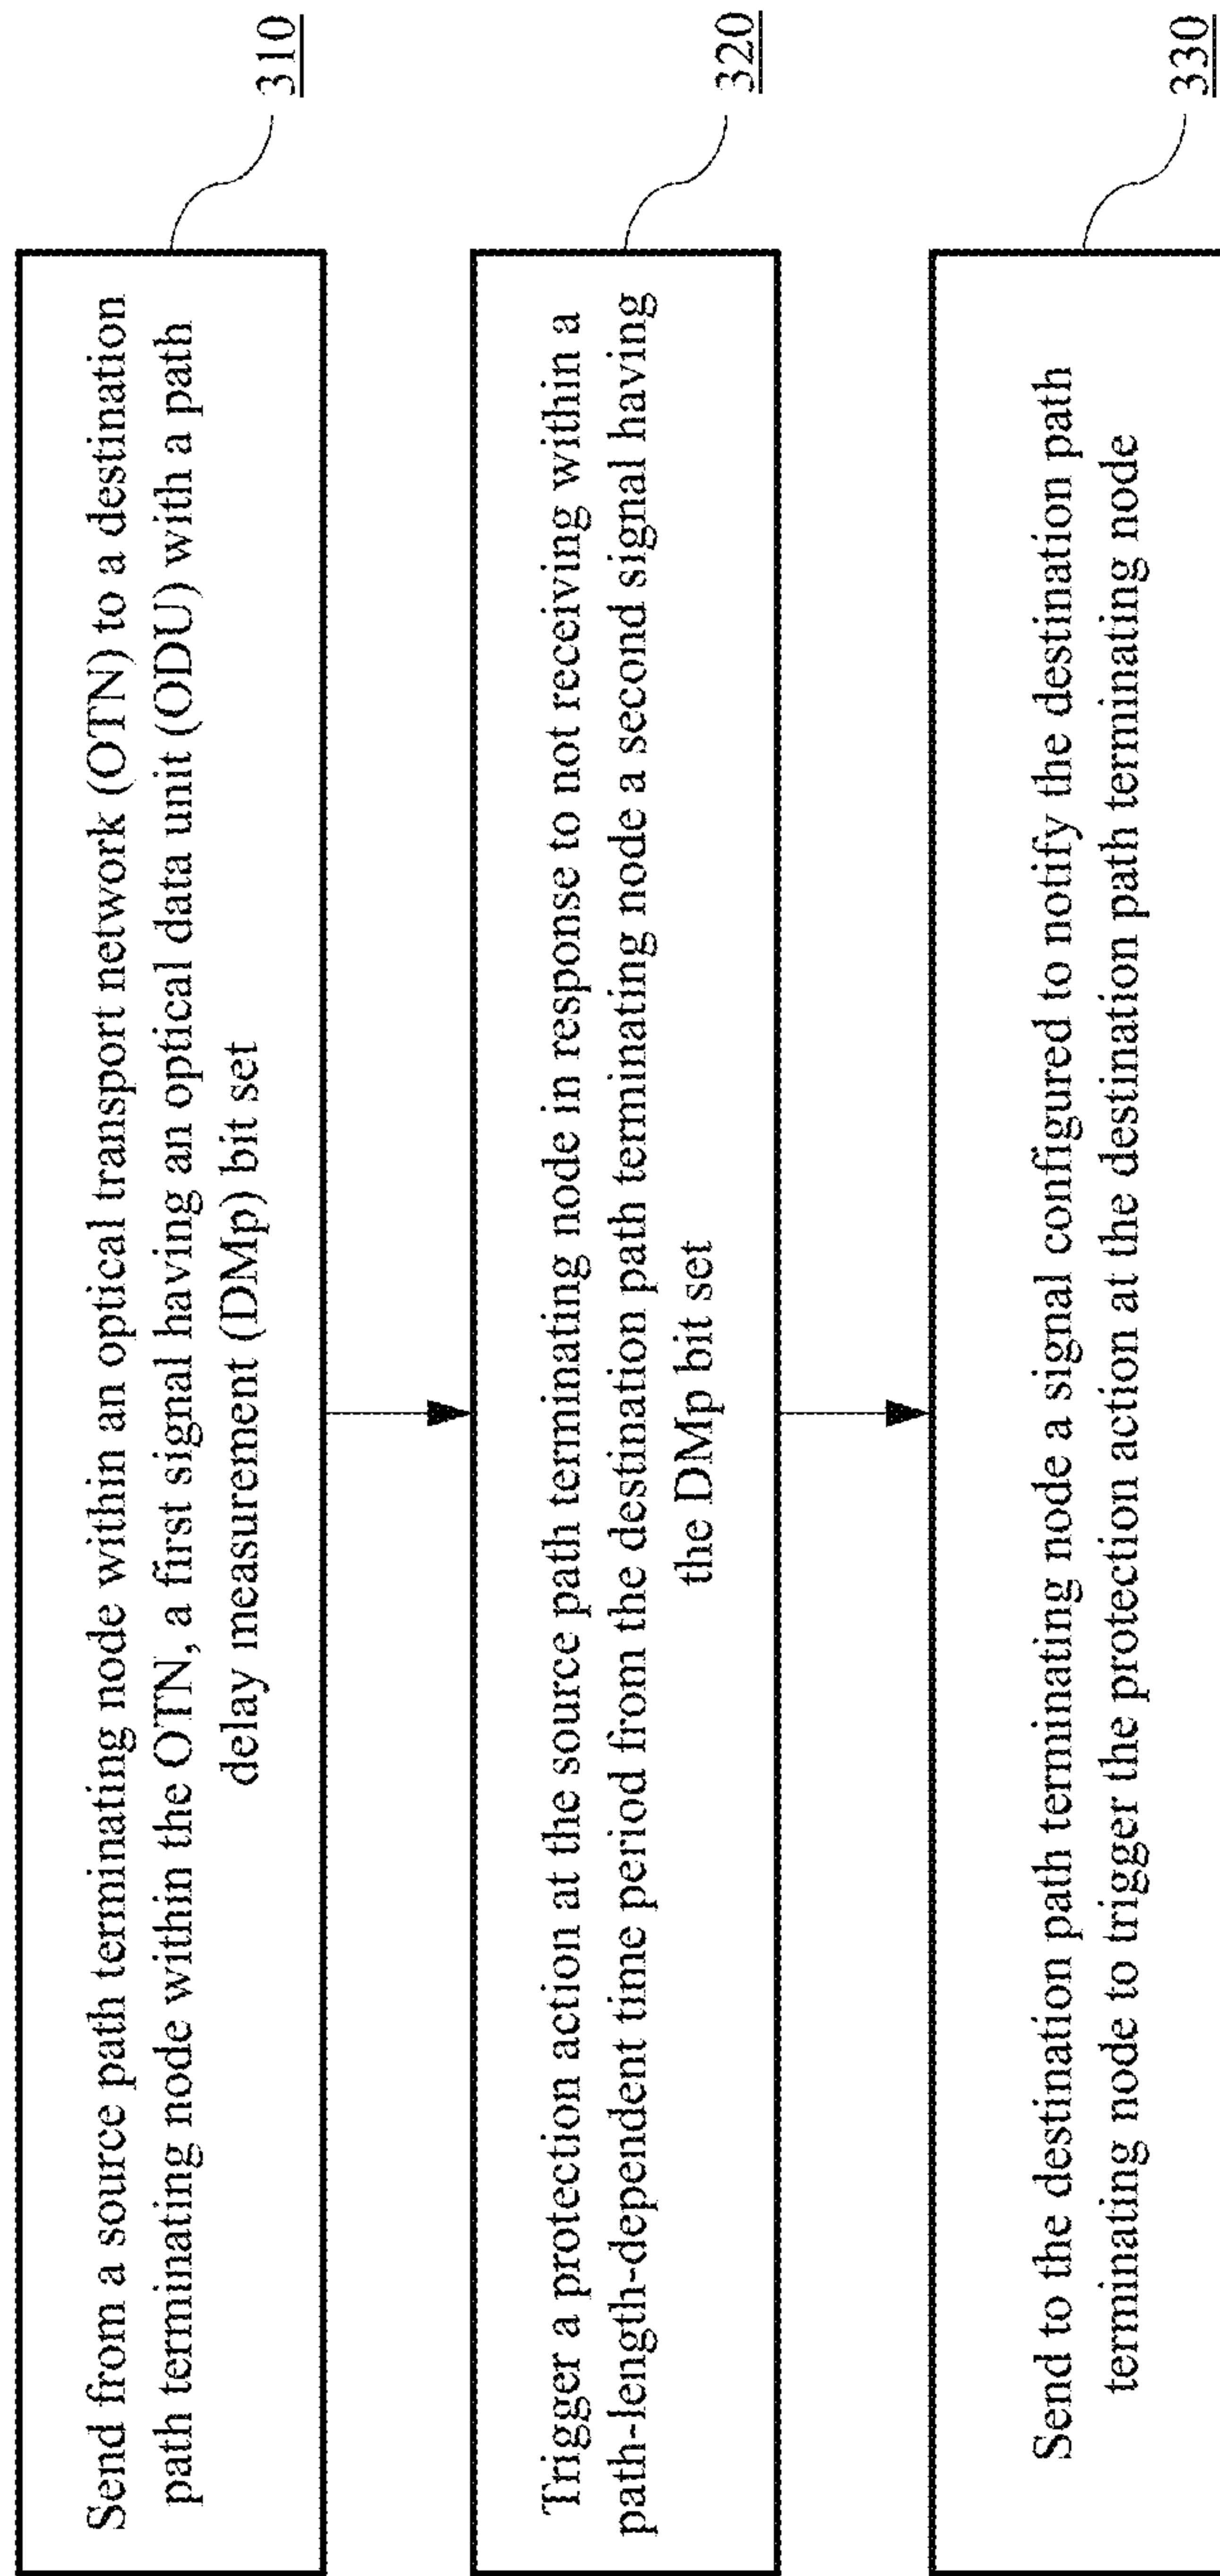 Send from a source path terminating node within an optical transport network (OTN) to a destination
path terminating node within the OTN, a first signal having an optical data unit (ODU) with a path
delay measurement (DMp) bit set
310
Trigger a protection action at the source path terminating node in response to not receiving within a
path-length-dependent time period from the destination path terminating node a second signal having
the DMp bit set
320
Send to the destination path terminating node a signal configured to notify the destination path
terminating node to trigger the protection action at the destination path terminating node
330